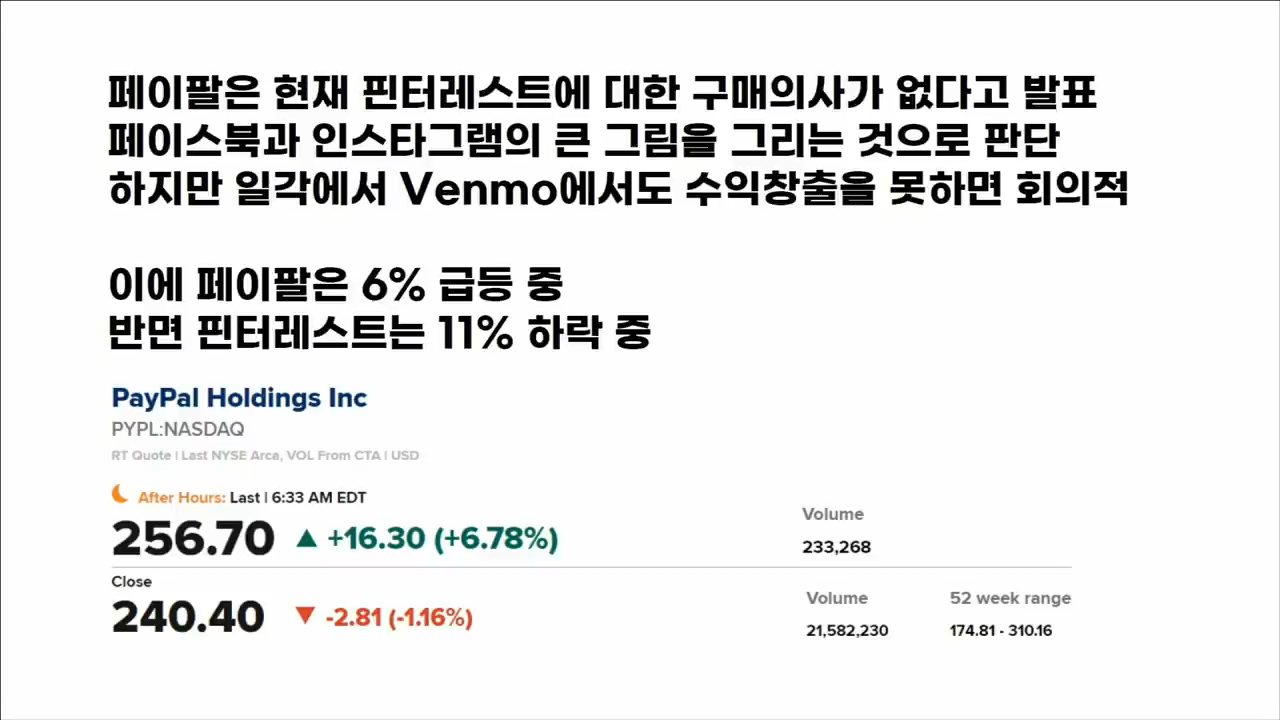 페이팔은 현재 핀터레스트에 대한 구매의사가 없다고 발표
페이스북과 인스타그램의 큰 그림을 그리는 것으로 판단
하지만 일각에서 Venmo에서도 수익창출을 못하면 회의적
이에 페이팔은 6% 급등 중
반면 핀터레스트는 11% 하락 중
PayPal Holdings Inc
PYPL:NASDAQ
RT Quote | Last NYSE Arca, VOL From CTA | USD
After Hours: Last | 6:33 AM EDT
256.70 ▲ +16.30 (+6.78%)
Volume
233,268
Close
240.40 ▼ -2.81 (-1.16%)
Volume
21,582,230
52 week range
174.81 - 310.16